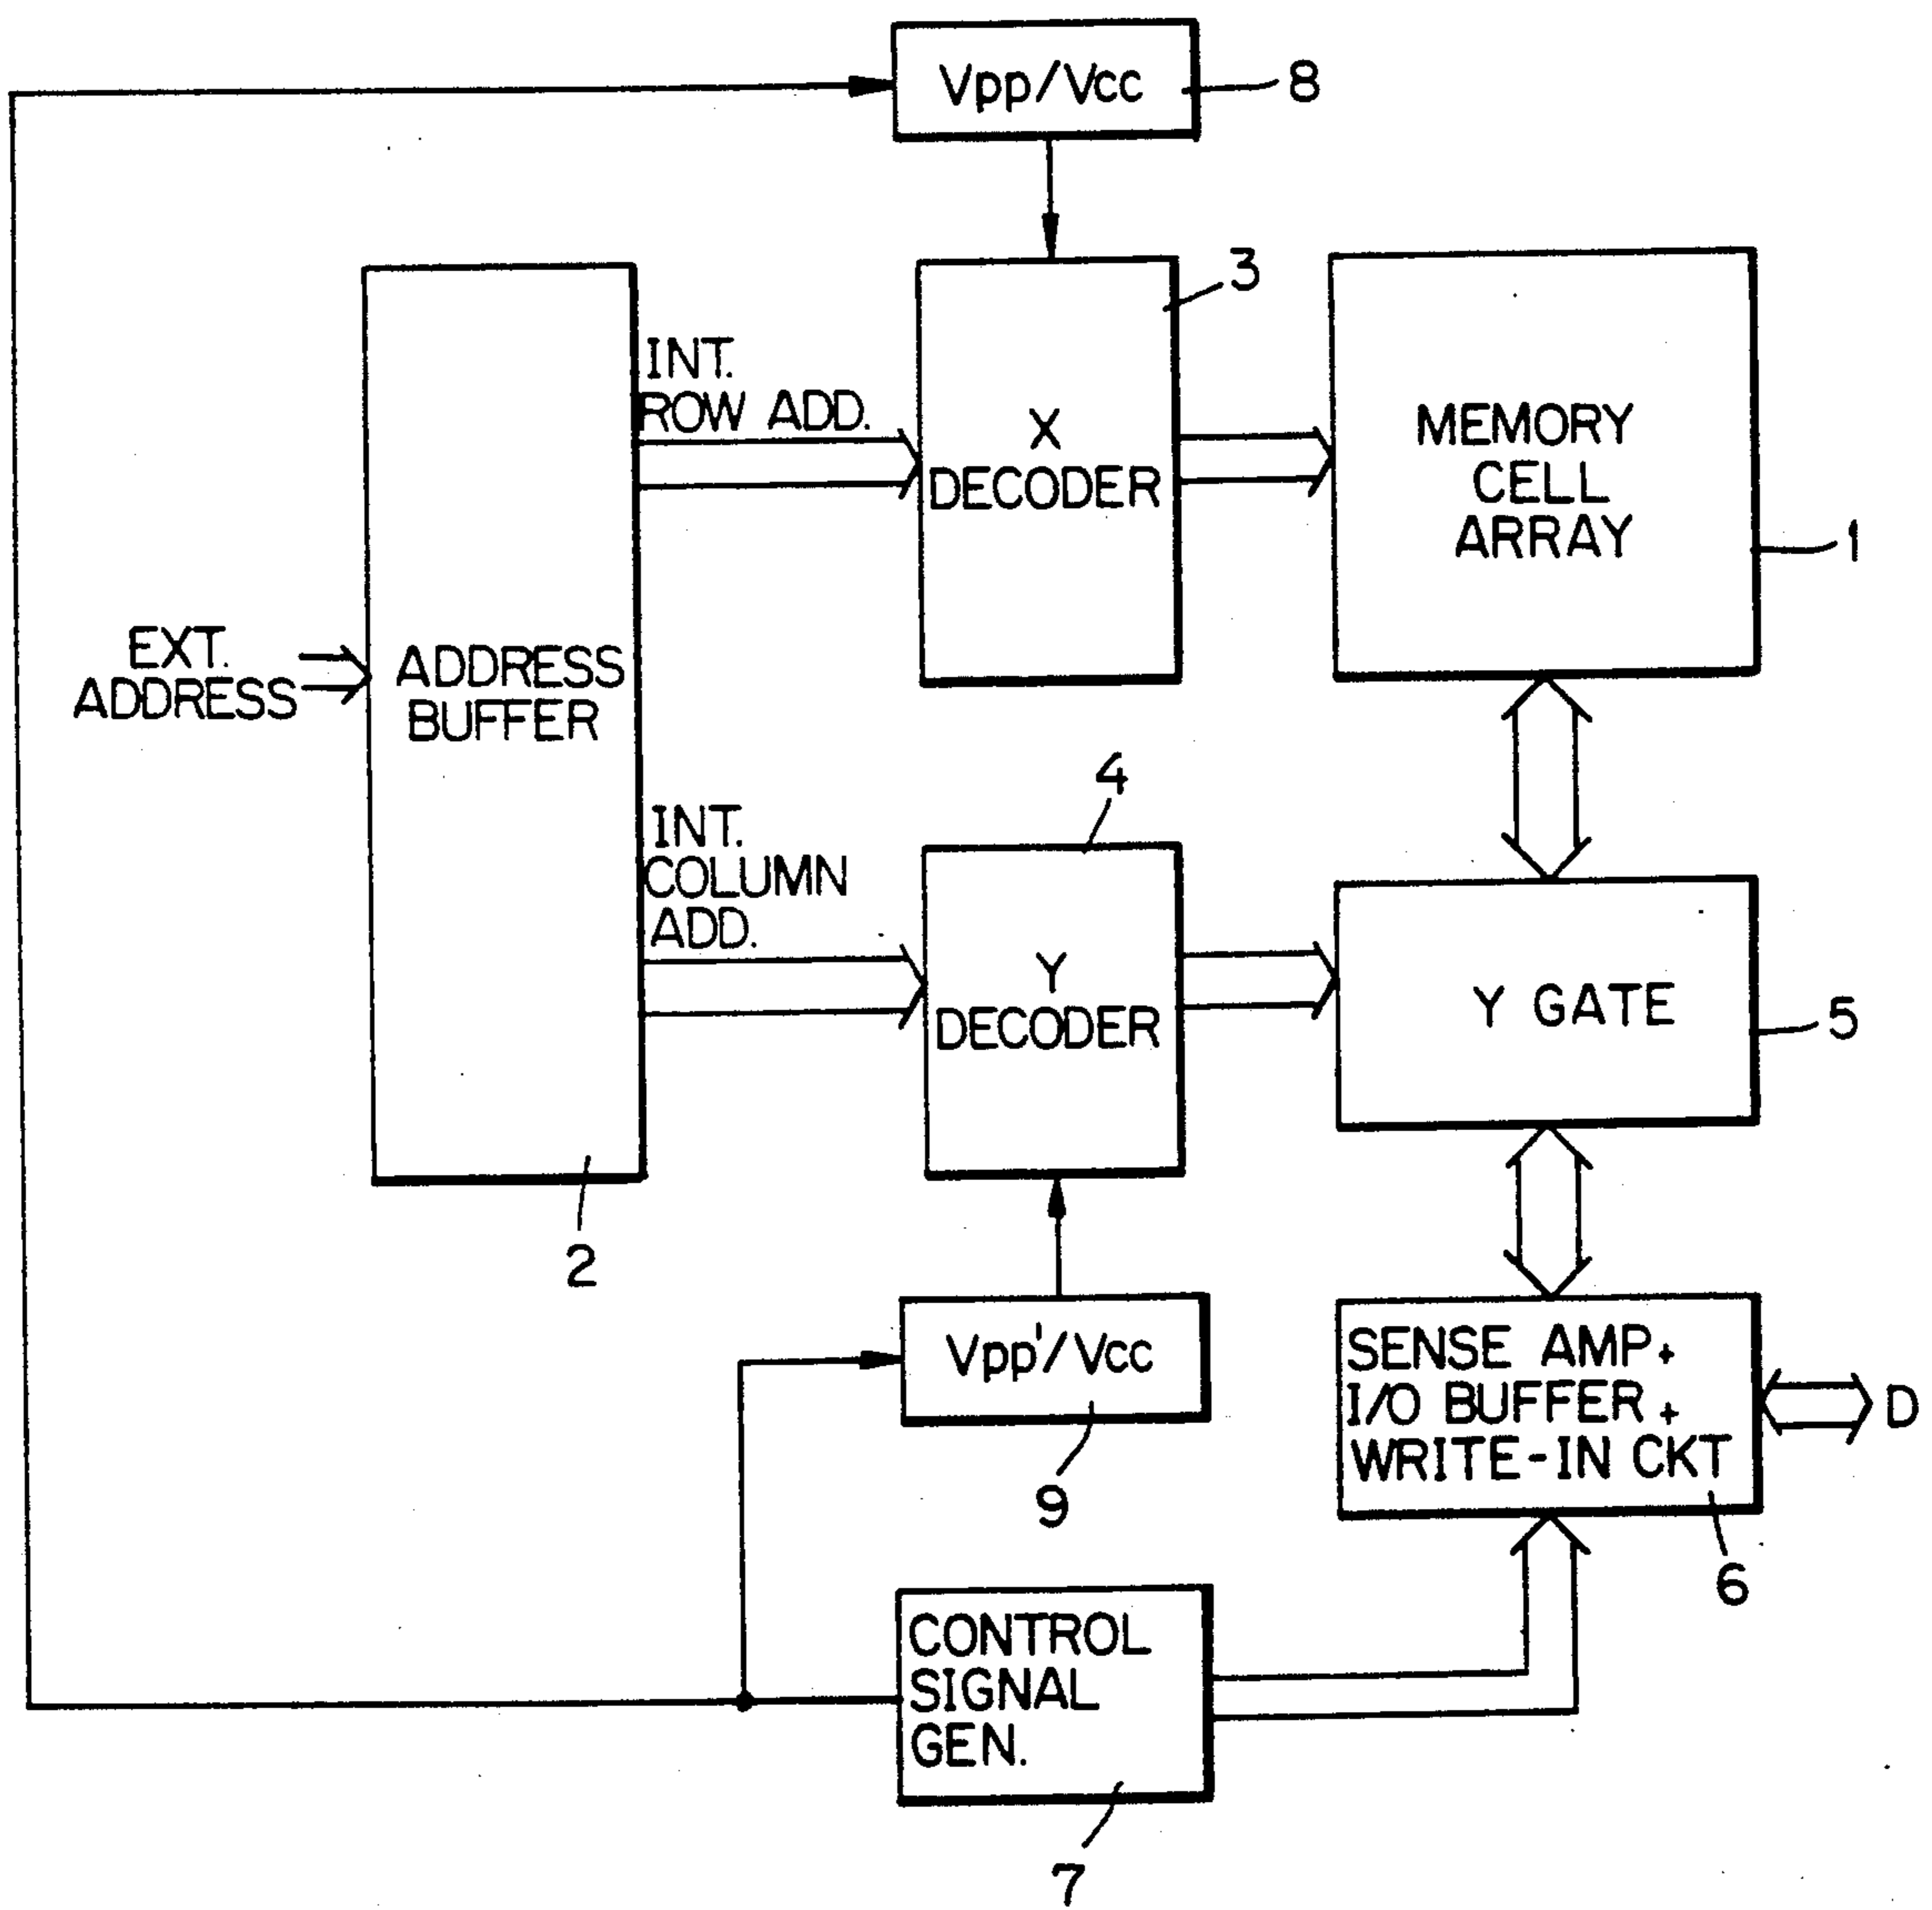 Vpp/Vcc
8
3
INT.
ROW ADD.
X
DECODER
MEMORY
CELL
ARRAY
1
EXT.
ADDRESS
ADDRESS
BUFFER
4
INT.
COLUMN
ADD.
Y
DECODER
Y GATE
5
2
Vpp'/Vcc
9
SENSE AMP+
I/O BUFFER+
WRITE-IN CKT
D
6
CONTROL
SIGNAL
GEN.
7